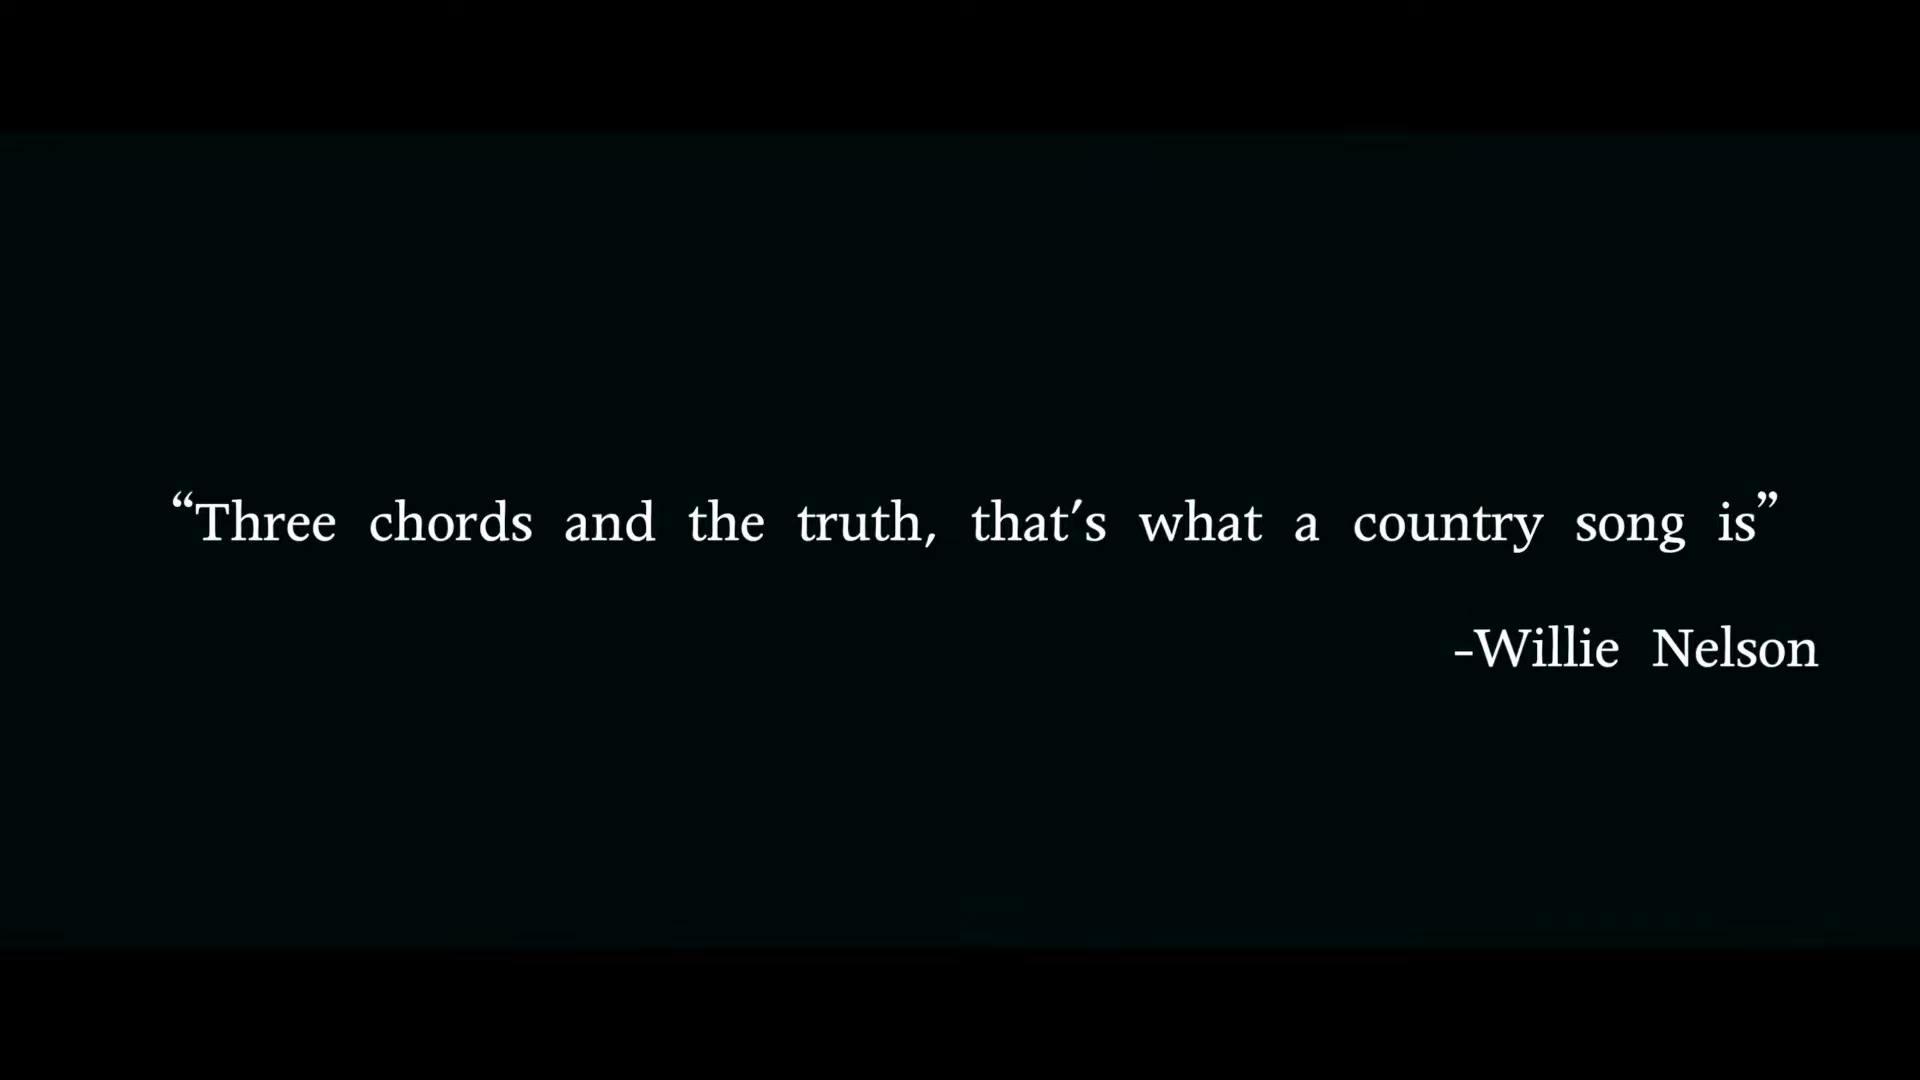 “Three chords and the truth, that's what a country song is”
-Willie Nelson